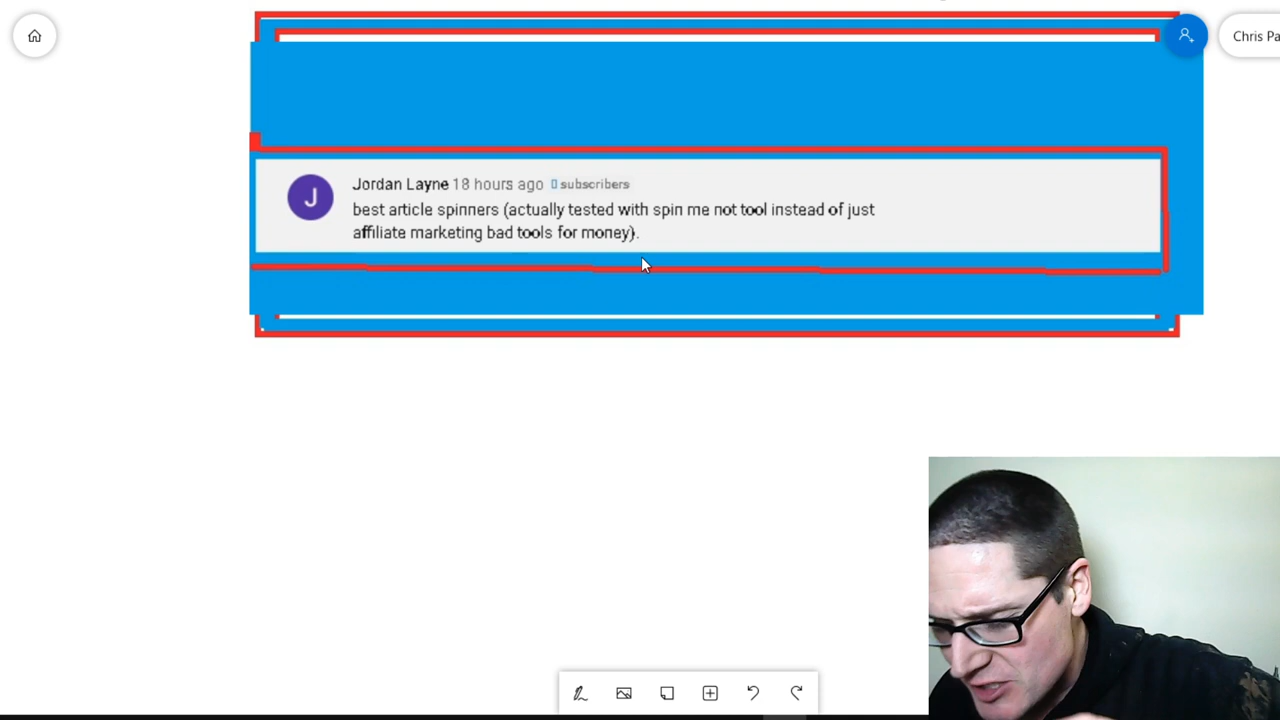 Chris Pa
J
Jordan Layne 18 hours ago subscribers
best article spinners (actually tested with spin me not tool instead of just
affiliate marketing bad tools for money).